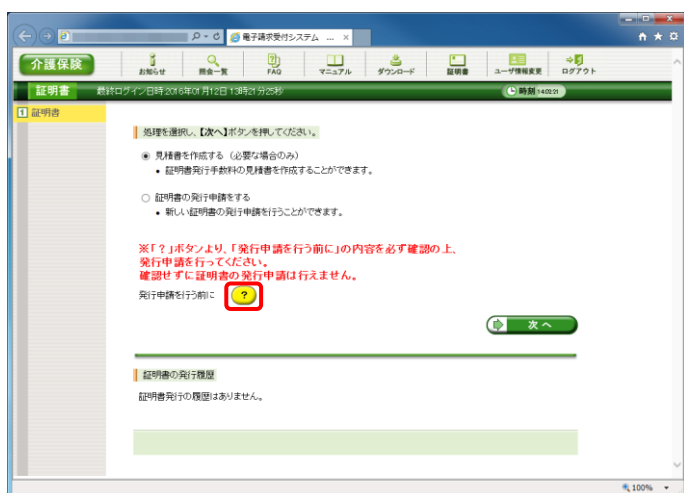 電子請求受付システム ... ×
介護保険
お知らせ 照会一覧 FAQ マニュアル ダウンロード 証明書 ユーザ情報変更 ログアウト
証明書 最終ログイン日時:2016年01月12日 13時21分25秒 時刻 14:02:21
1 証明書
処理を選択し、【次へ】ボタンを押してください。
見積書を作成する（必要な場合のみ）
• 証明書発行手数料の見積書を作成することができます。
証明書の発行申請をする
• 新しい証明書の発行申請を行うことができます。
※「？」ボタンより、「発行申請を行う前に」の内容を必ず確認の上、
発行申請を行ってください。
確認せずに証明書の発行申請は行えません。
発行申請を行う前に ?
次へ
証明書の発行履歴
証明書発行の履歴はありません。
100%